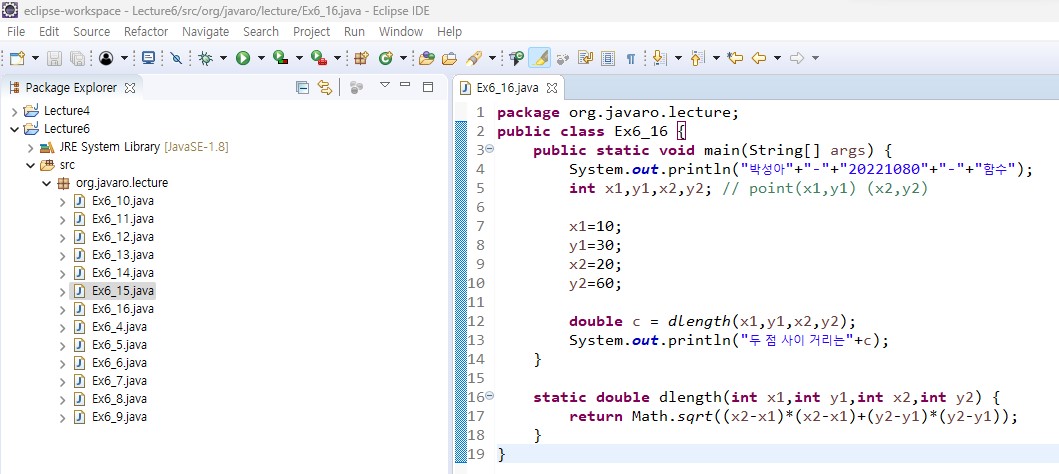 eclipse-workspace - Lecture6/src/org/javaro/lecture/Ex6_16.java - Eclipse IDE
File Edit Source Refactor Navigate Search Project Run Window Help
Package Explorer
Lecture4
Lecture6
JRE System Library [JavaSE-1.8]
src
org.javaro.lecture
Ex6_10.java
Ex6_11.java
Ex6_12.java
Ex6_13.java
Ex6_14.java
Ex6_15.java
Ex6_16.java
Ex6_4.java
Ex6_5.java
Ex6_6.java
Ex6_7.java
Ex6_8.java
Ex6_9.java
Ex6_16.java
1 package org.javaro.lecture;
2 public class Ex6_16 {
3     public static void main(String[] args) {
4         System.out.println("박성아"+"-"+"20221080"+"-"+"함수");
5         int x1,y1,x2,y2; // point(x1,y1) (x2,y2)
6
7         x1=10;
8         y1=30;
9         x2=20;
10         y2=60;
11
12         double c = dlength(x1,y1,x2,y2);
13         System.out.println("두 점 사이 거리는"+c);
14     }
15
16     static double dlength(int x1,int y1,int x2,int y2) {
17         return Math.sqrt((x2-x1)*(x2-x1)+(y2-y1)*(y2-y1));
18     }
19 }